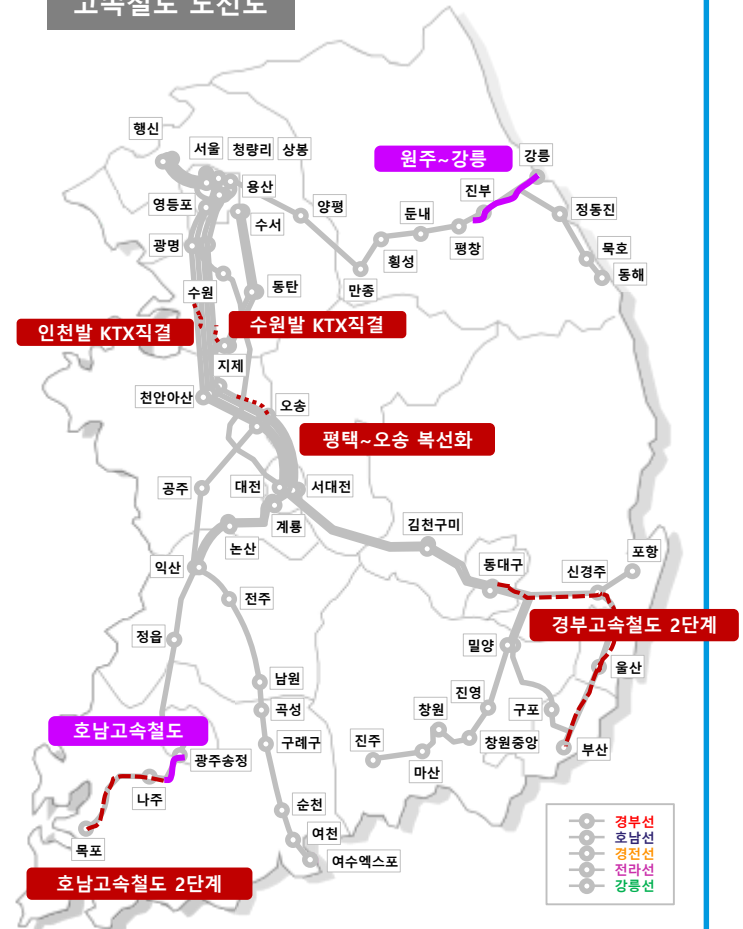 고속철도 노선도
행신
서울
청량리
상봉
강릉
원주~강릉
영등포
용산
진부
양평
둔내
정동진
수서
평창
광명
횡성
묵호
동해
수원
동탄
만종
인천발 KTX직결
수원발 KTX직결
지제
천안아산
오송
평택~오송 복선화
공주
대전
서대전
계룡
김천구미
논산
동대구
신경주
포항
익산
전주
경부고속철도 2단계
정읍
밀양
울산
남원
곡성
진영
창원
구포
호남고속철도
광주송정
구례구
진주
창원중앙
부산
마산
나주
순천
목포
여천
여수엑스포
호남고속철도 2단계
경부선
호남선
경전선
전라선
강릉선